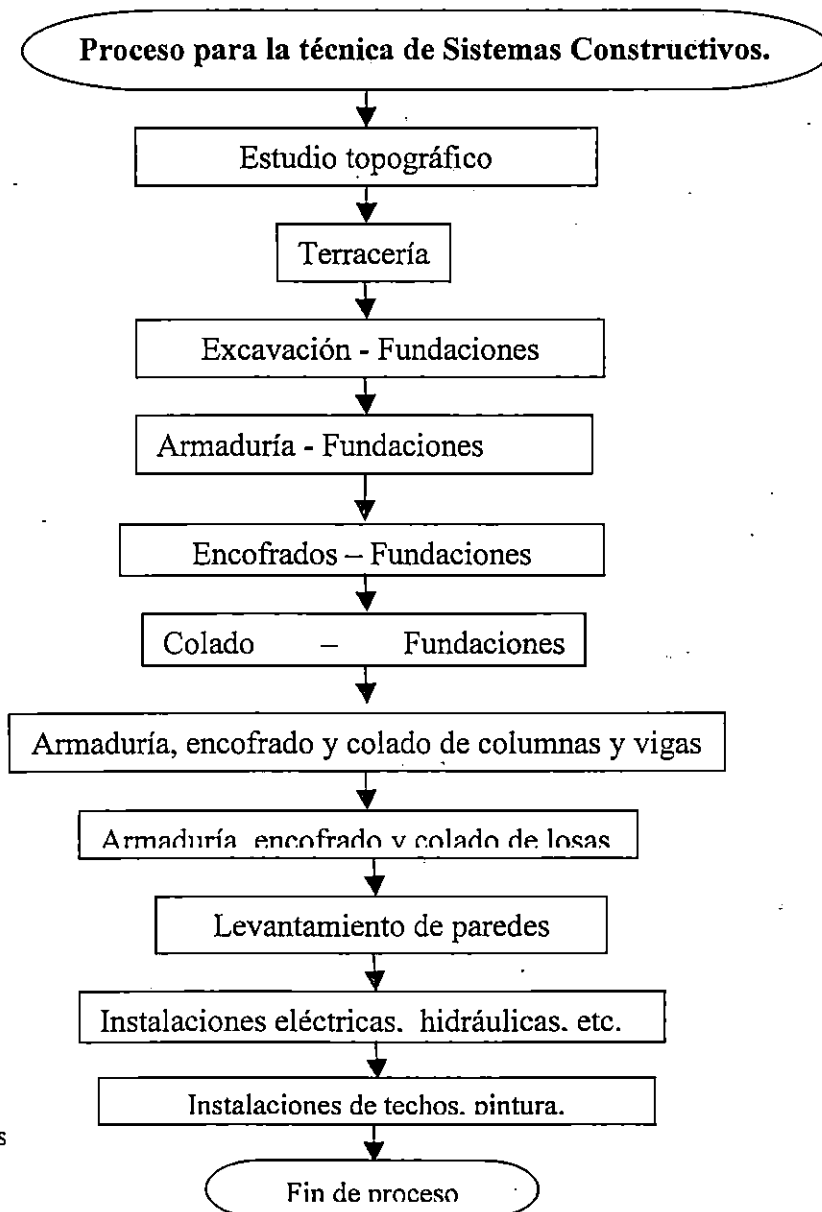 Proceso para la técnica de Sistemas Constructivos.
Estudio topográfico
Terracería
Excavación - Fundaciones
Armaduría - Fundaciones
Encofrados – Fundaciones
Colado – Fundaciones
Armaduría, encofrado y colado de columnas y vigas
Armaduría, encofrado y colado de losas
Levantamiento de paredes
Instalaciones eléctricas, hidráulicas, etc.
Instalaciones de techos, pintura.
s
Fin de proceso